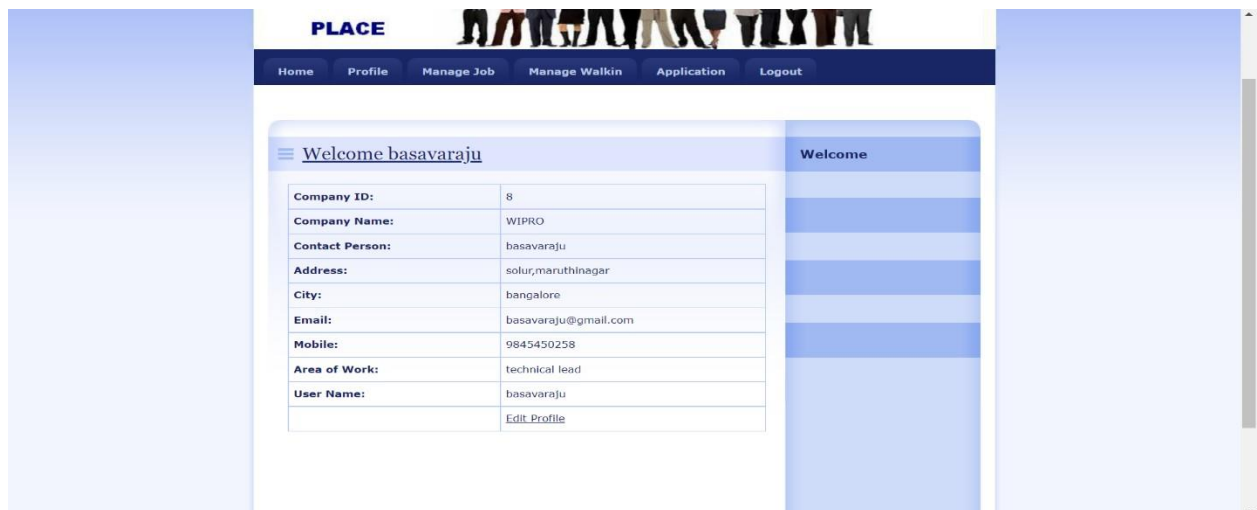 PLACE
Home Profile Manage Job Manage Walkin Application Logout
Welcome basavaraju
Welcome
Company ID: 8
Company Name: WIPRO
Contact Person: basavaraju
Address: solur,maruthinagar
City: bangalore
Email: basavaraju@gmail.com
Mobile: 9845450258
Area of Work: technical lead
User Name: basavaraju
Edit Profile